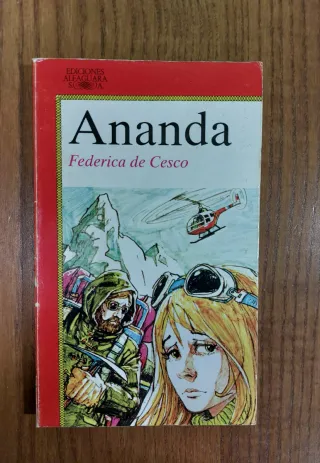 EDICIONES
ALFAGUARA
Ananda
Federica de Cesco